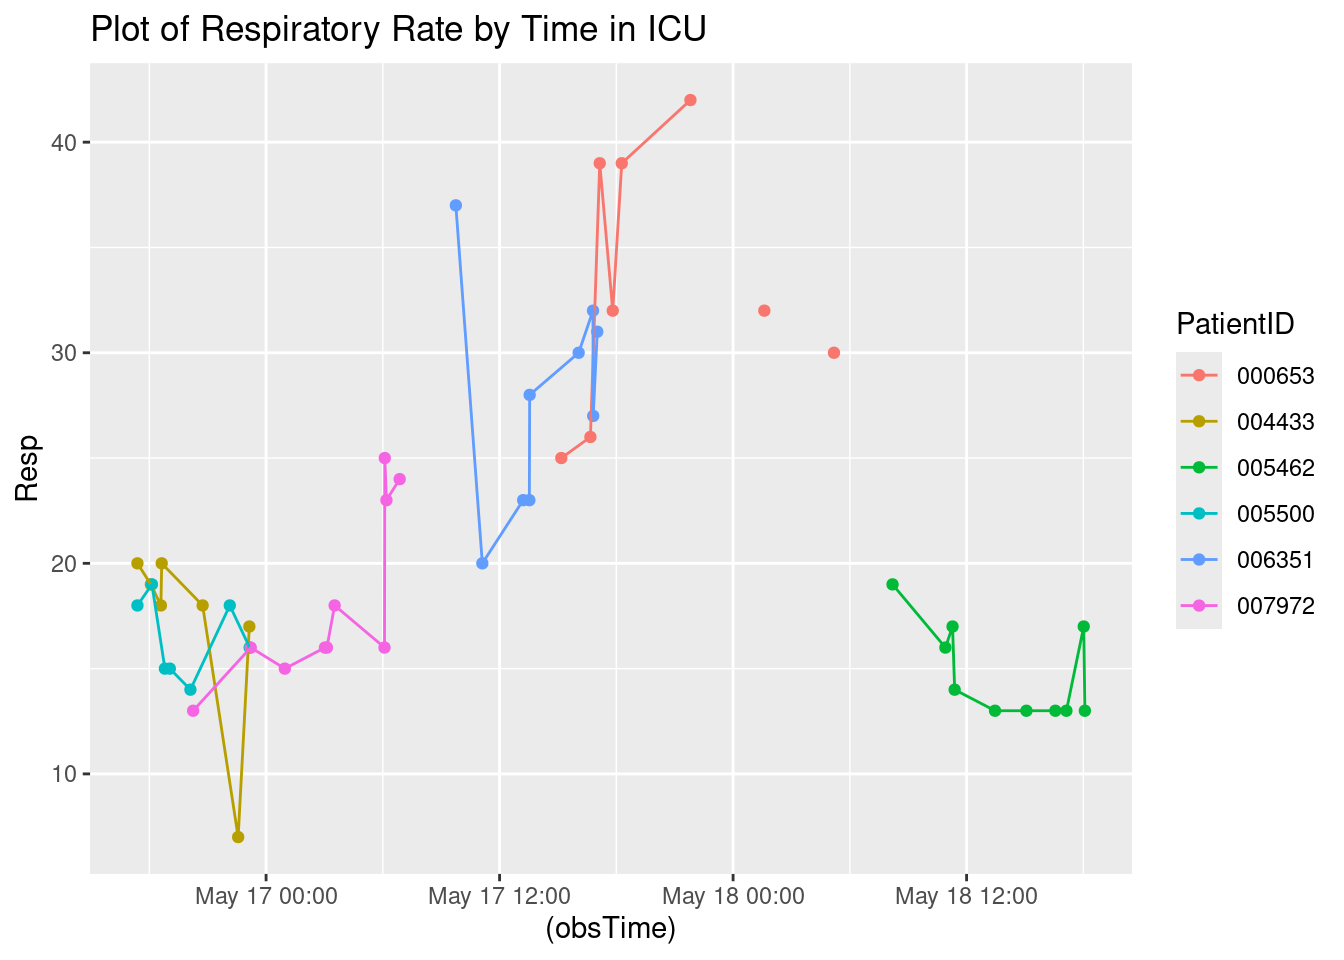 Plot of Respiratory Rate by Time in ICU
40
30
20
10
Resp
May 17 00:00
May 17 12:00
May 18 00:00
May 18 12:00
(obsTime)
PatientID
000653
004433
005462
005500
006351
007972